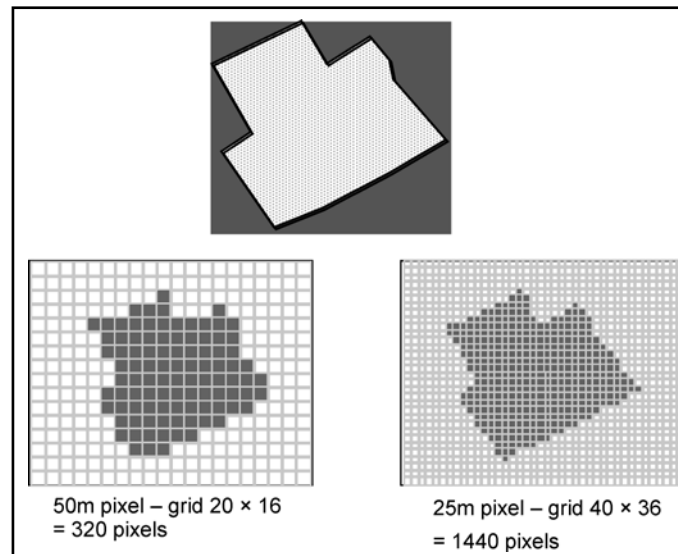 50m pixel – grid 20 × 16
= 320 pixels
25m pixel – grid 40 × 36
= 1440 pixels